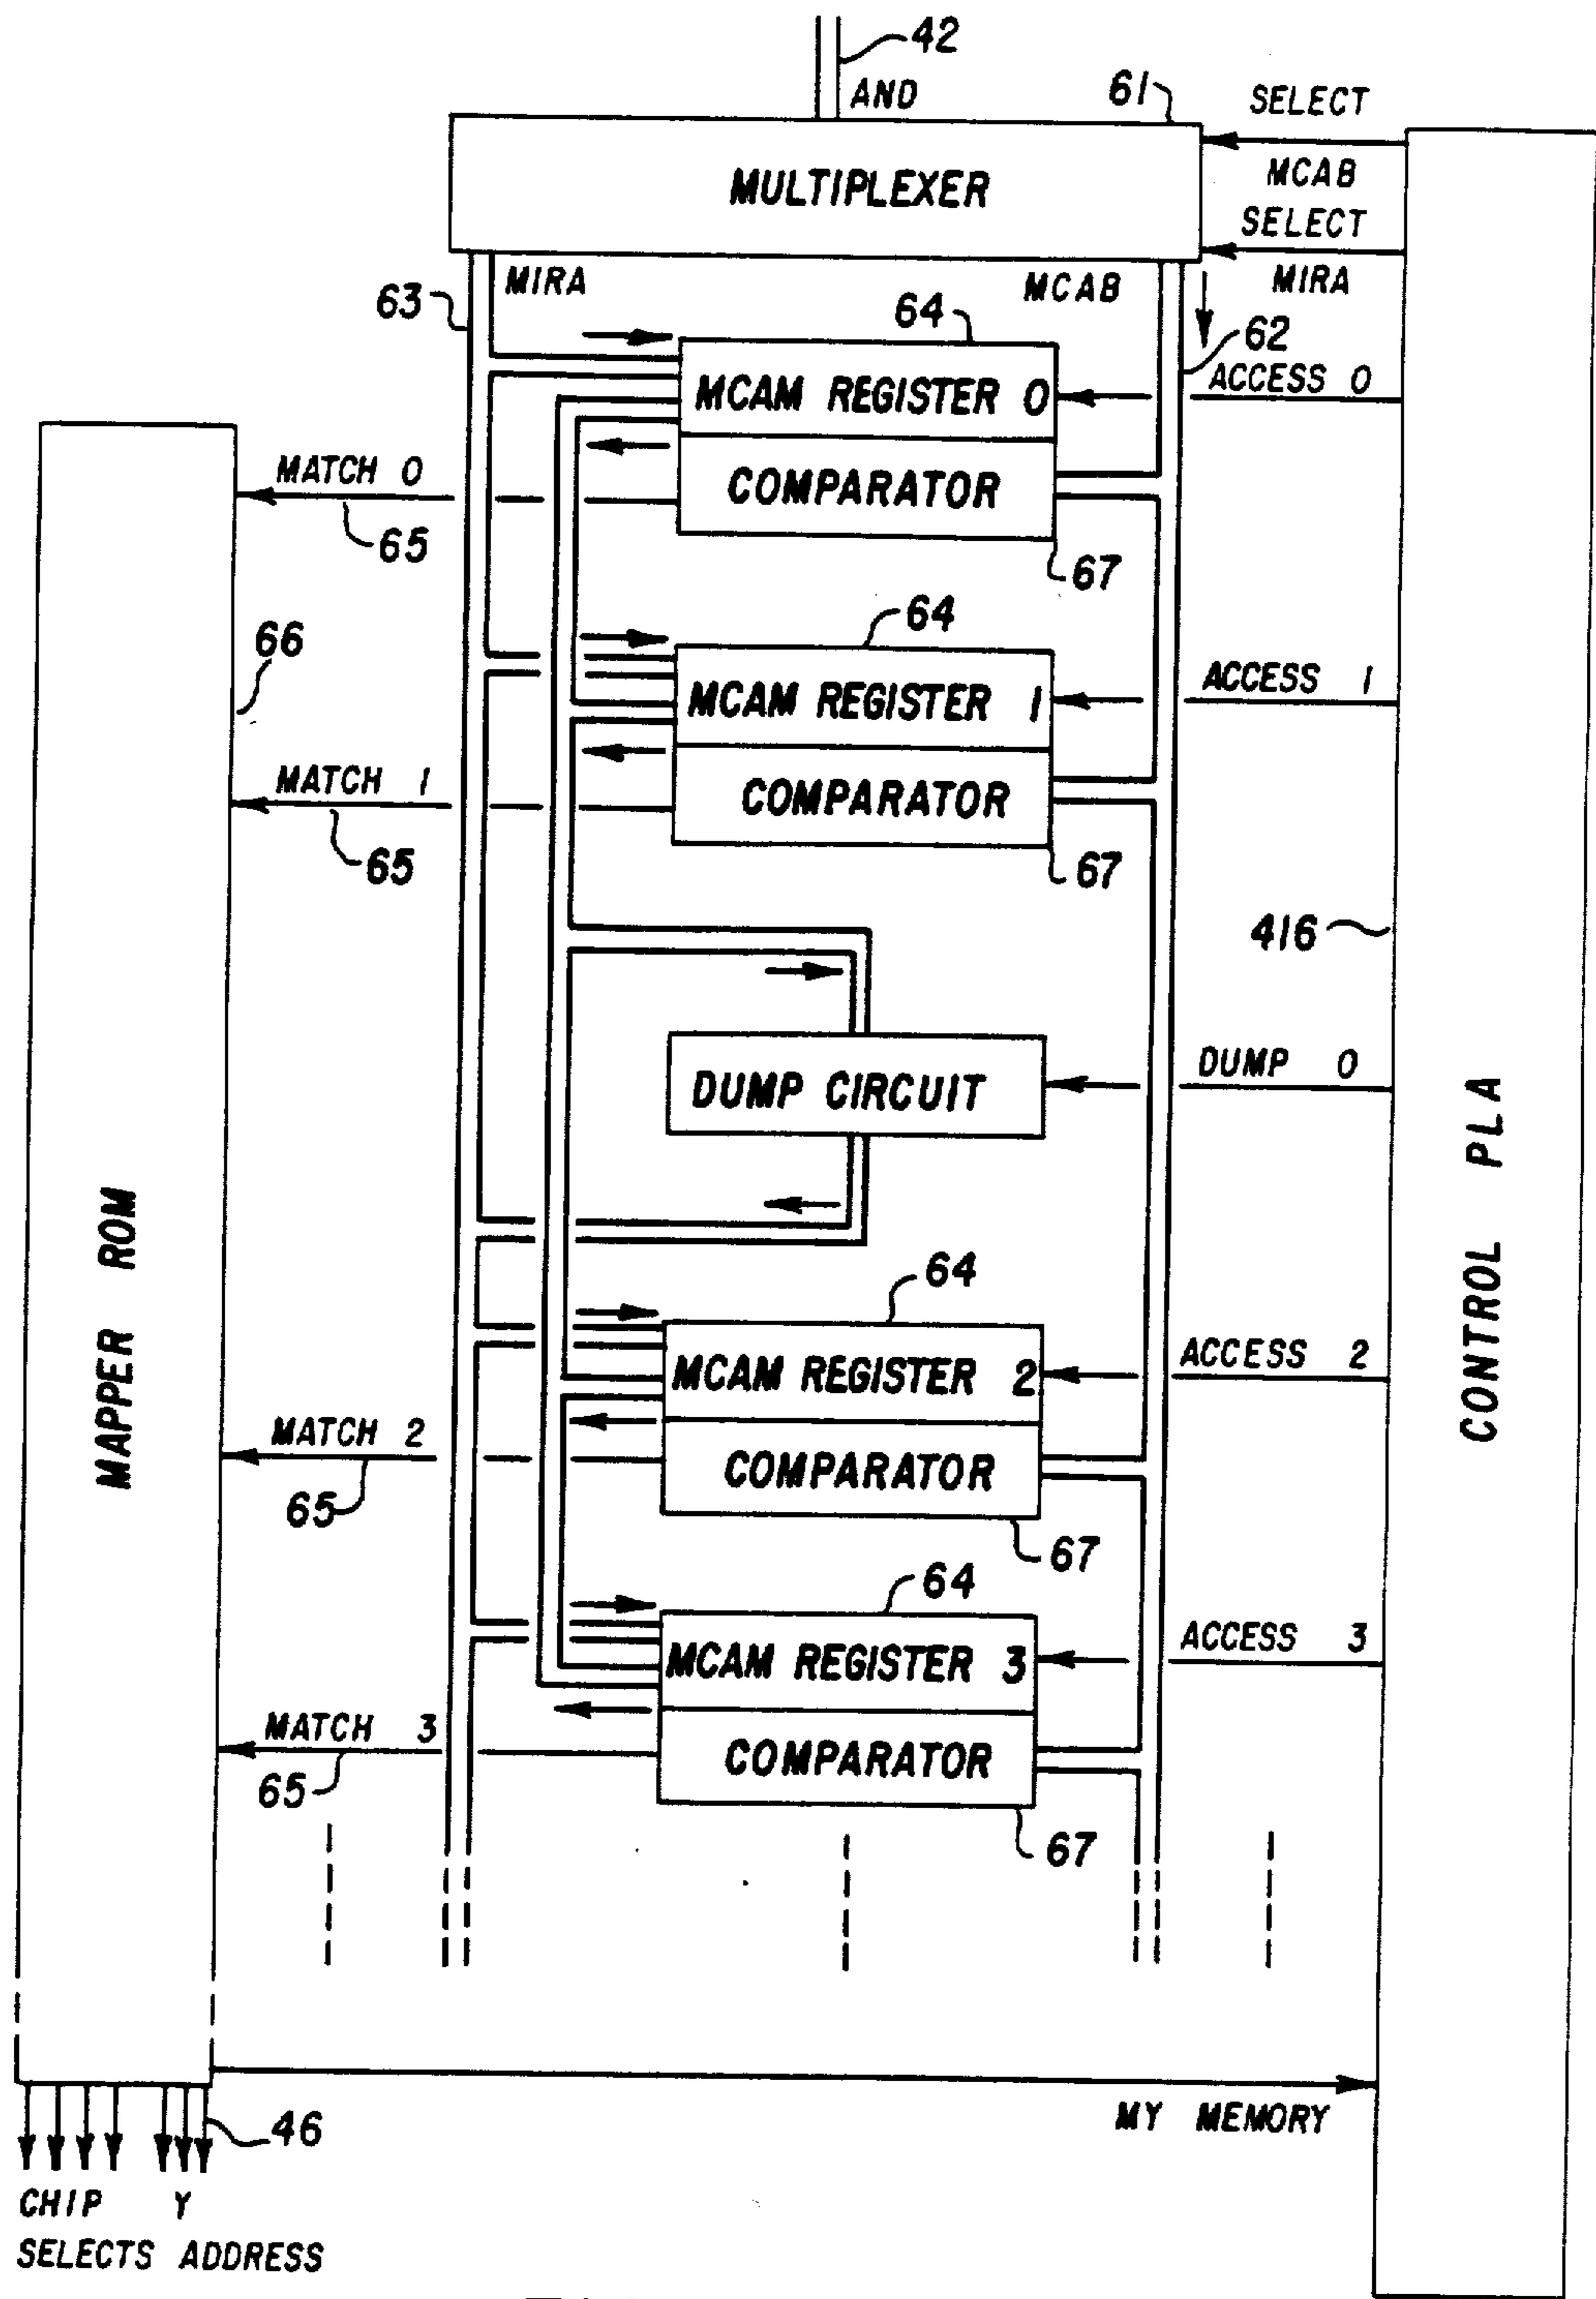 42
AND
61
SELECT
MCAB
SELECT
MIRA
MULTIPLEXER
MIRA
MCAB
63
64
62
ACCESS 0
MCAM REGISTER 0
COMPARATOR
MATCH 0
65
67
64
66
ACCESS 1
MCAM REGISTER 1
COMPARATOR
MATCH 1
65
67
416
DUMP 0
DUMP CIRCUIT
CONTROL PLA
MAPPER ROM
64
ACCESS 2
MCAM REGISTER 2
COMPARATOR
MATCH 2
65
67
64
ACCESS 3
MCAM REGISTER 3
COMPARATOR
MATCH 3
65
67
MY MEMORY
46
CHIP Y
SELECTS ADDRESS